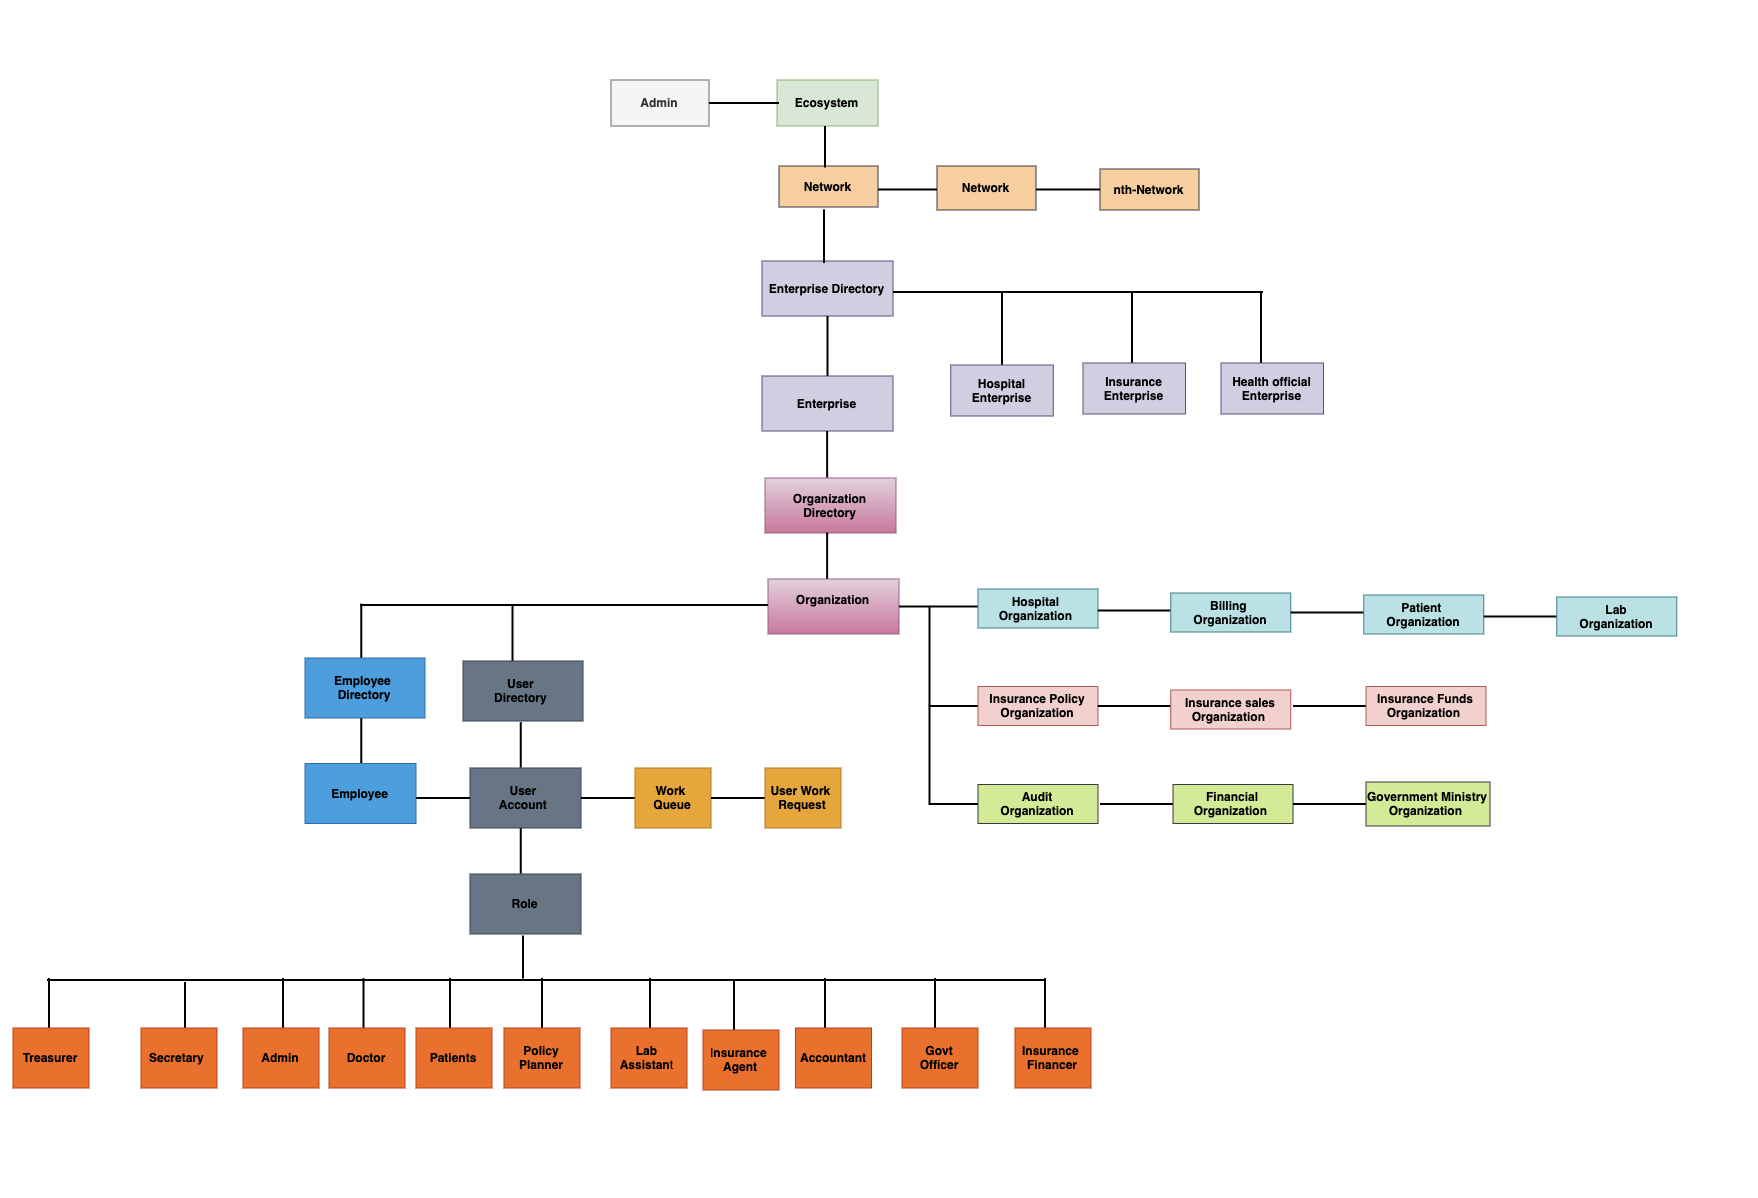 Admin
Ecosystem
Network
Network
nth-Network
Enterprise Directory
Hospital
Enterprise
Insurance
Enterprise
Health official
Enterprise
Enterprise
Organization
Directory
Organization
Hospital
Organization
Billing
Organization
Patient
Organization
Lab
Organization
Employee
Directory
User
Directory
Insurance Policy
Organization
Insurance sales
Organization
Insurance Funds
Organization
Employee
User
Account
Work
Queue
User Work
Request
Audit
Organization
Financial
Organization
Government Ministry
Organization
Role
Treasurer
Secretary
Admin
Doctor
Patients
Policy
Planner
Lab
Assistant
Insurance
Agent
Accountant
Govt
Officer
Insurance
Financer